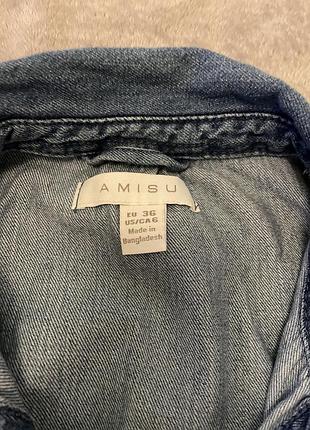 AMISU
EU 36
US/CA 6
Made in
Bangladesh